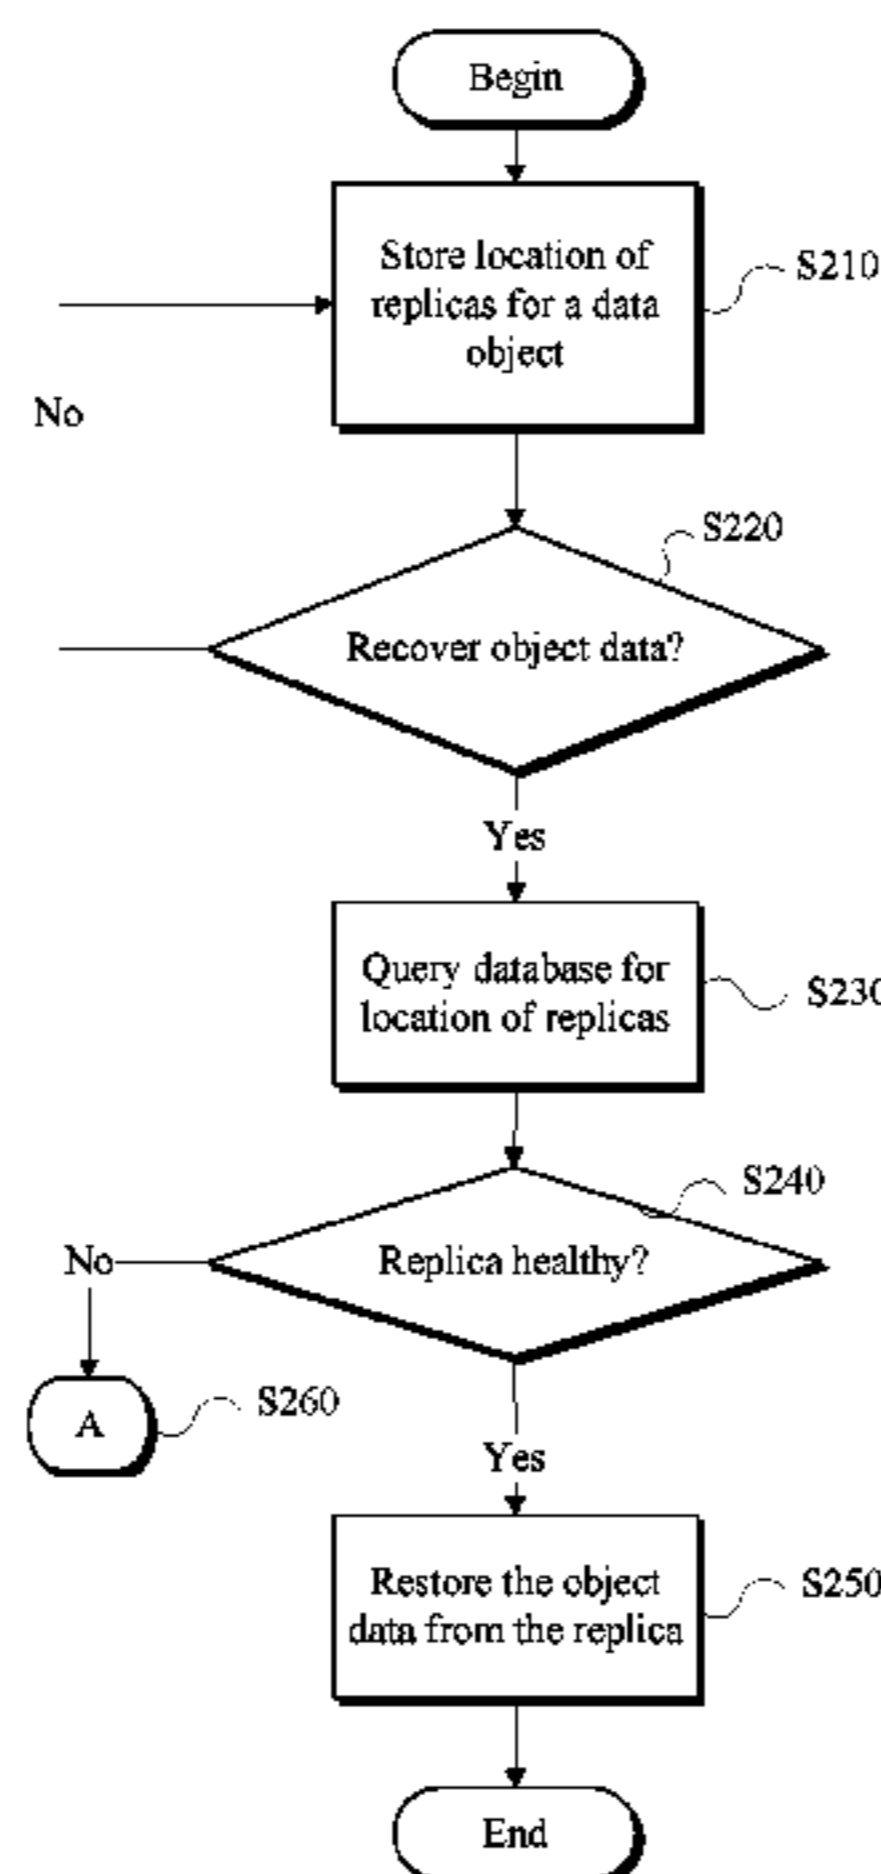 Begin
Store location of
replicas for a data
object
S210
No
S220
Recover object data?
Yes
Query database for
location of replicas
S230
S240
Replica healthy?
No
A
S260
Yes
Restore the object
data from the replica
S250
End